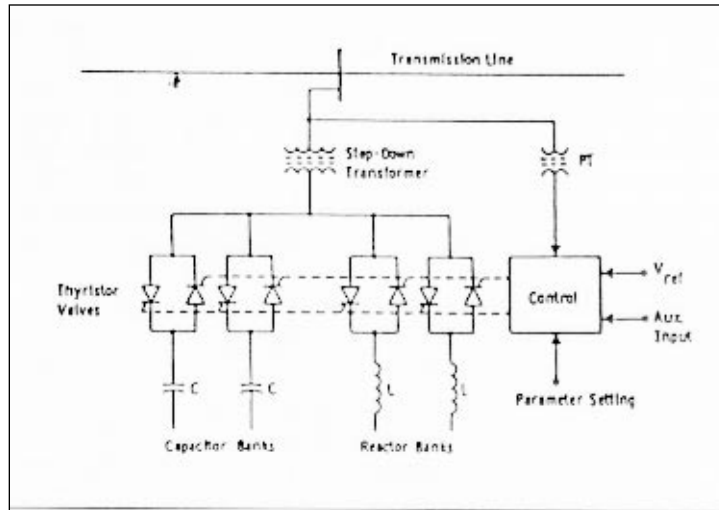 Transmission Line
Step-Down
Transformer
PT
Thyristor
Valves
Control
V ref
Aux.
Input
C
C
L
L
Parameter Setting
Capacitor Banks
Reactor Banks